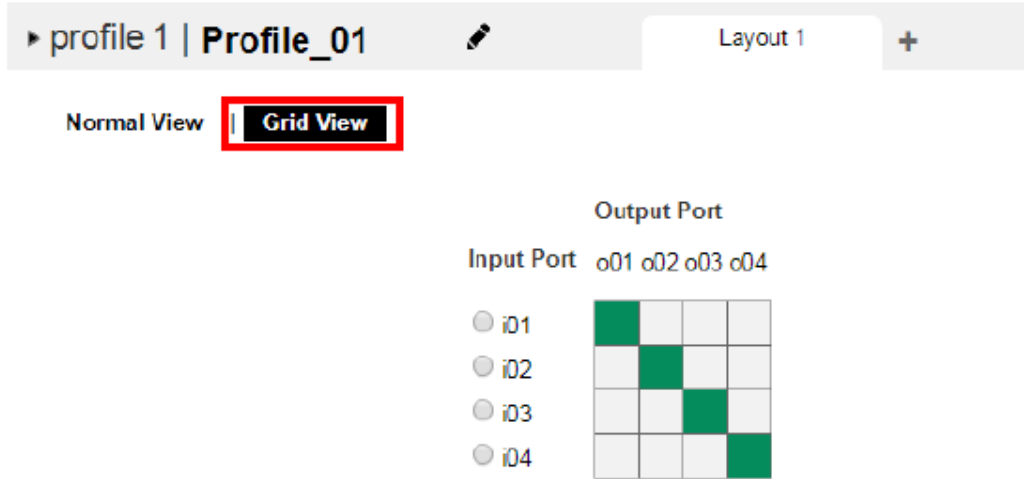 profile 1 | Profile_01
Layout 1 +
Normal View | Grid View
Output Port
Input Port o01 o02 o03 o04
i01
i02
i03
i04